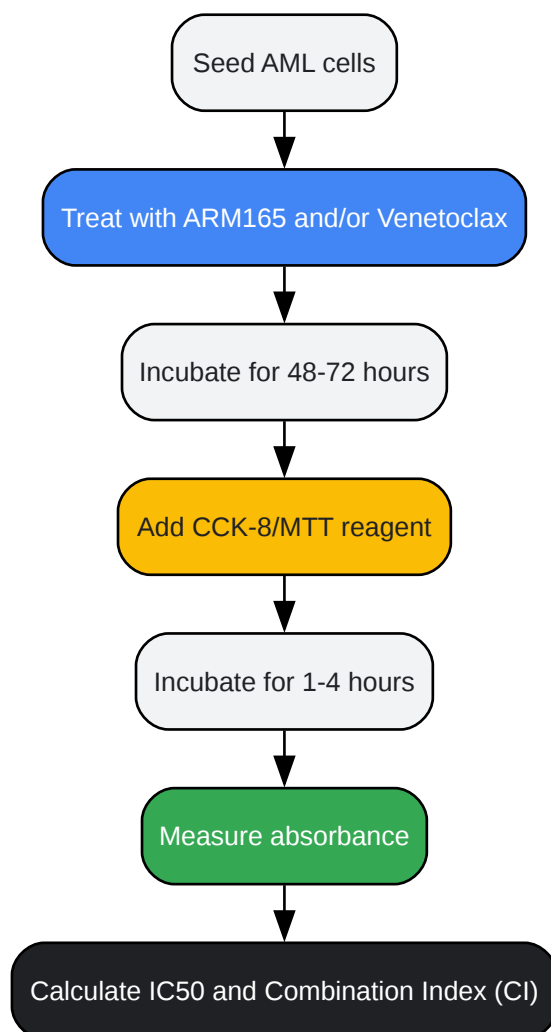 Seed AML cells
Treat with ARM165 and/or Venetoclax
Incubate for 48-72 hours
Add CCK-8/MTT reagent
Incubate for 1-4 hours
Measure absorbance
Calculate IC50 and Combination Index (CI)